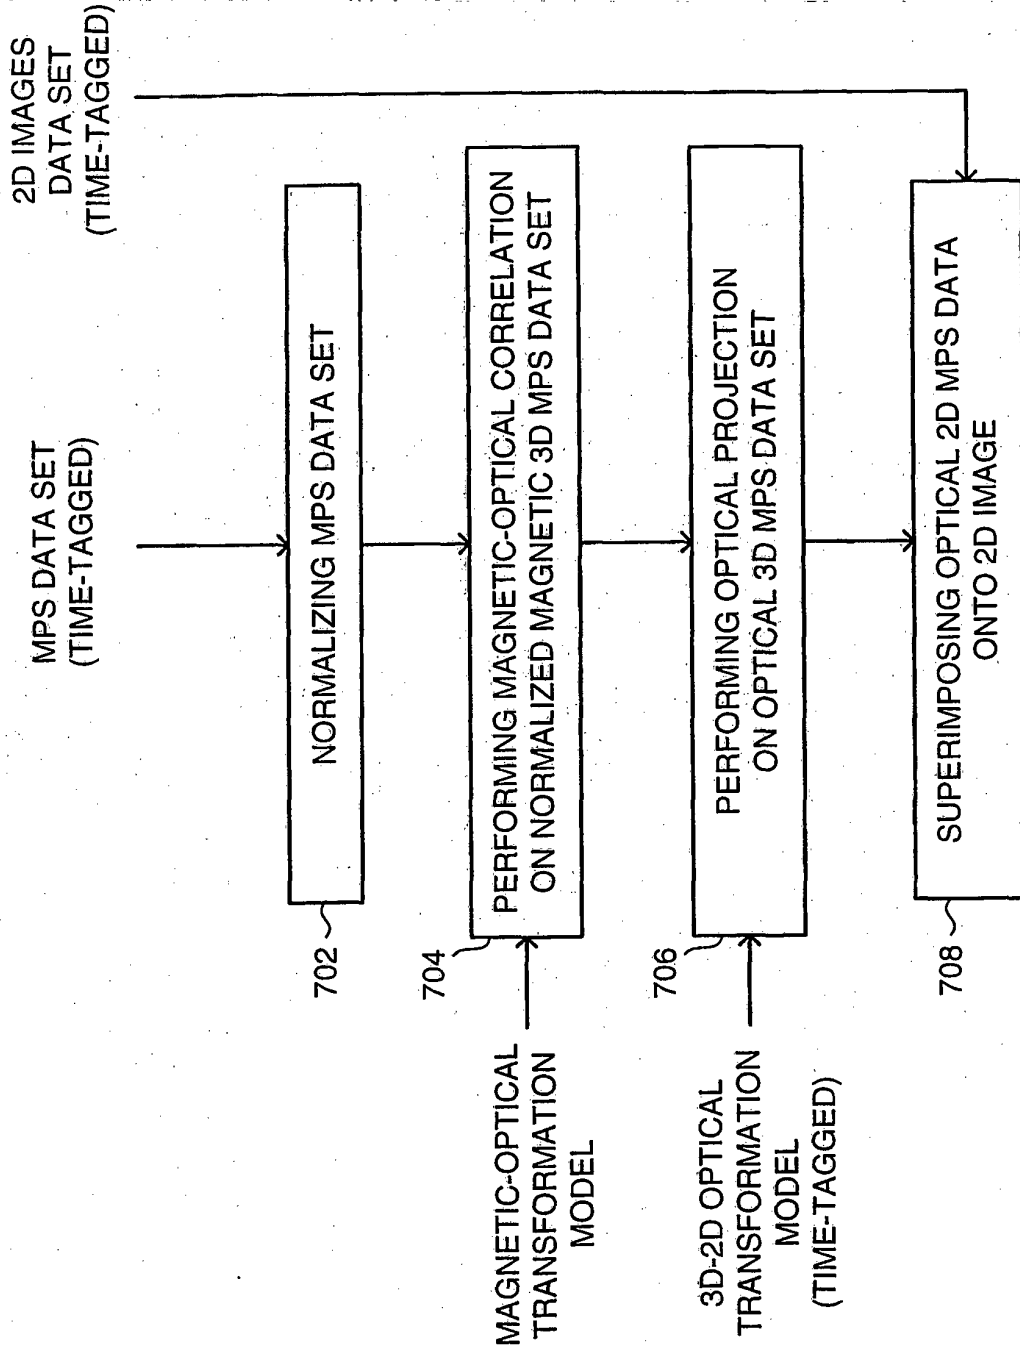 MPS DATA SET
(TIME-TAGGED)
2D IMAGES
DATA SET
(TIME-TAGGED)
702
NORMALIZING MPS DATA SET
704
PERFORMING MAGNETIC-OPTICAL CORRELATION
ON NORMALIZED MAGNETIC 3D MPS DATA SET
MAGNETIC-OPTICAL
TRANSFORMATION
MODEL
706
PERFORMING OPTICAL PROJECTION
ON OPTICAL 3D MPS DATA SET
3D-2D OPTICAL
TRANSFORMATION
MODEL
(TIME-TAGGED)
708
SUPERIMPOSING OPTICAL 2D MPS DATA
ONTO 2D IMAGE